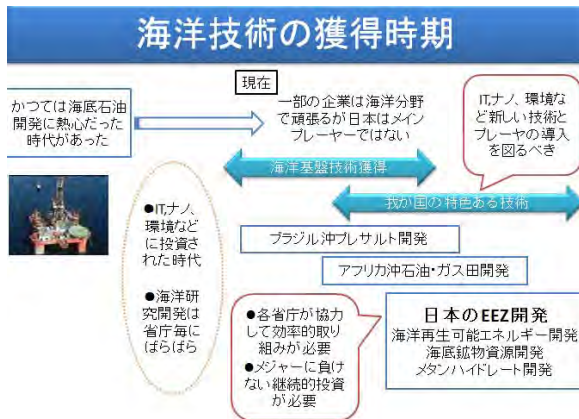 海洋技術の獲得時期
現在
かつては海底石油
開発に熱心だった
時代があった
一部の企業は海洋分野
で頑張るが日本はメイン
プレーヤーではない
IT,ナノ、環境な
ど新しい技術と
プレーヤの導入
を図るべき
海洋基盤技術獲得
我が国の特色ある技術
●IT,ナノ、
環境など
に投資さ
れた時代
●海洋研
究開発は
省庁毎に
ばらばら
ブラジル沖プレサルト開発
アフリカ沖石油・ガス田開発
●各省庁が協力
して効率的取り
組みが必要
●メジャーに負け
ない継続的投資
が必要
日本のEEZ開発
海洋再生可能エネルギー開発
海底鉱物資源開発
メタンハイドレート開発